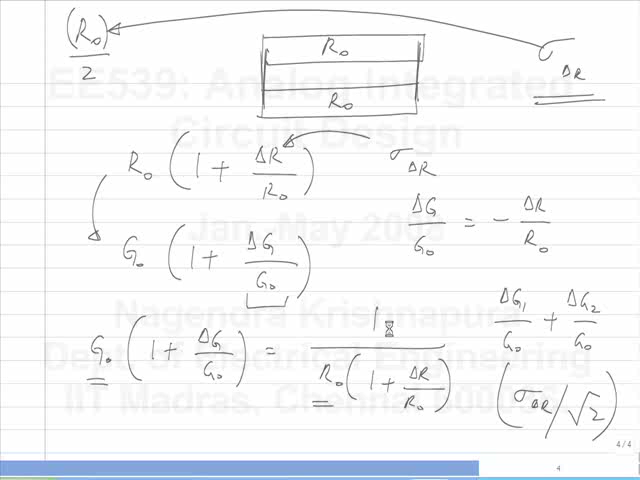 (R₀)/2
R₀
R₀
σ_ΔR
R₀ (1 + ΔR/R₀)
σ_ΔR
ΔG/G₀ = - ΔR/R₀
G₀ (1 + ΔG/G₀)
ΔG₁/G₀ + ΔG₂/G₀
G₀ (1 + ΔG/G₀) = 1/(R₀(1 + ΔR/R₀))
(σ_ΔR/√2)
EE539: Analog Integrated
Circuit Design
Jan-May 2008
Nagendra Krishnapura
Dept. of Electrical Engineering
IIT Madras, Chennai 600036
4/4
4